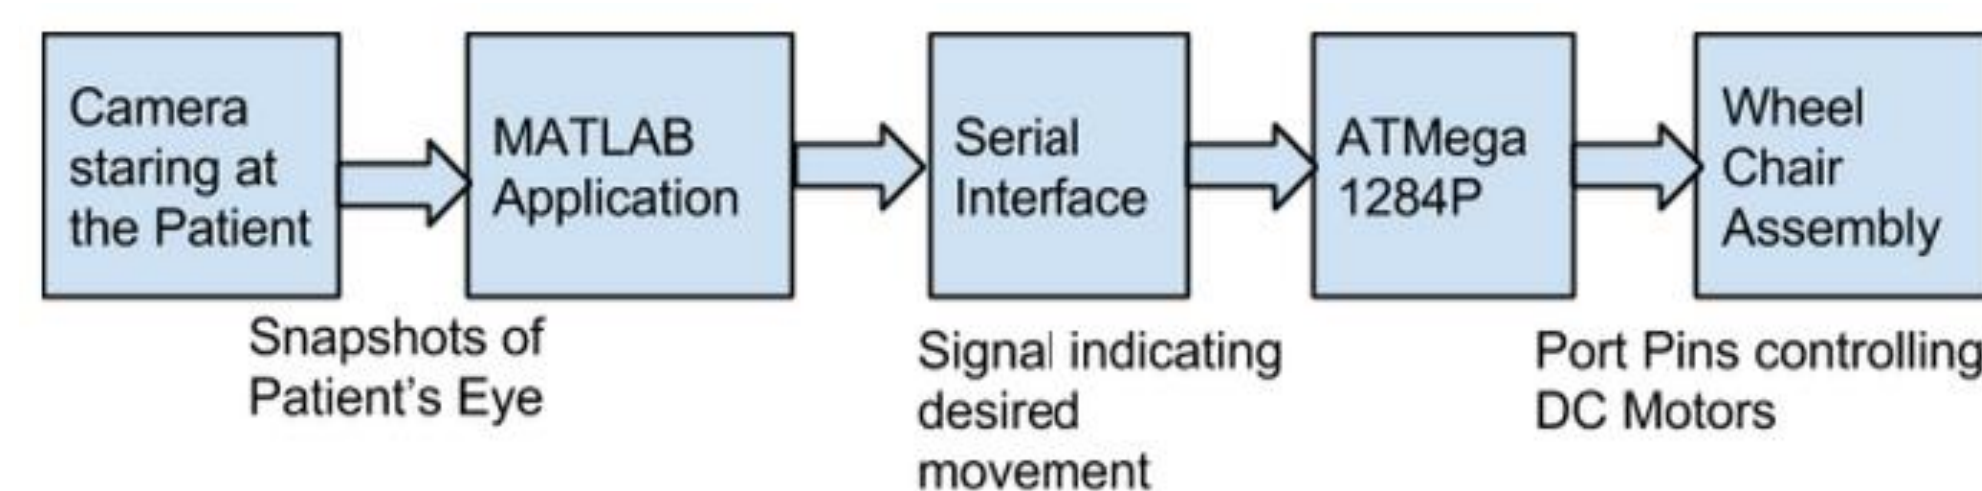 Camera
staring at
the Patient
MATLAB
Application
Serial
Interface
ATMega
1284P
Wheel
Chair
Assembly
Snapshots of
Patient's Eye
Signal indicating
desired
movement
Port Pins controlling
DC Motors